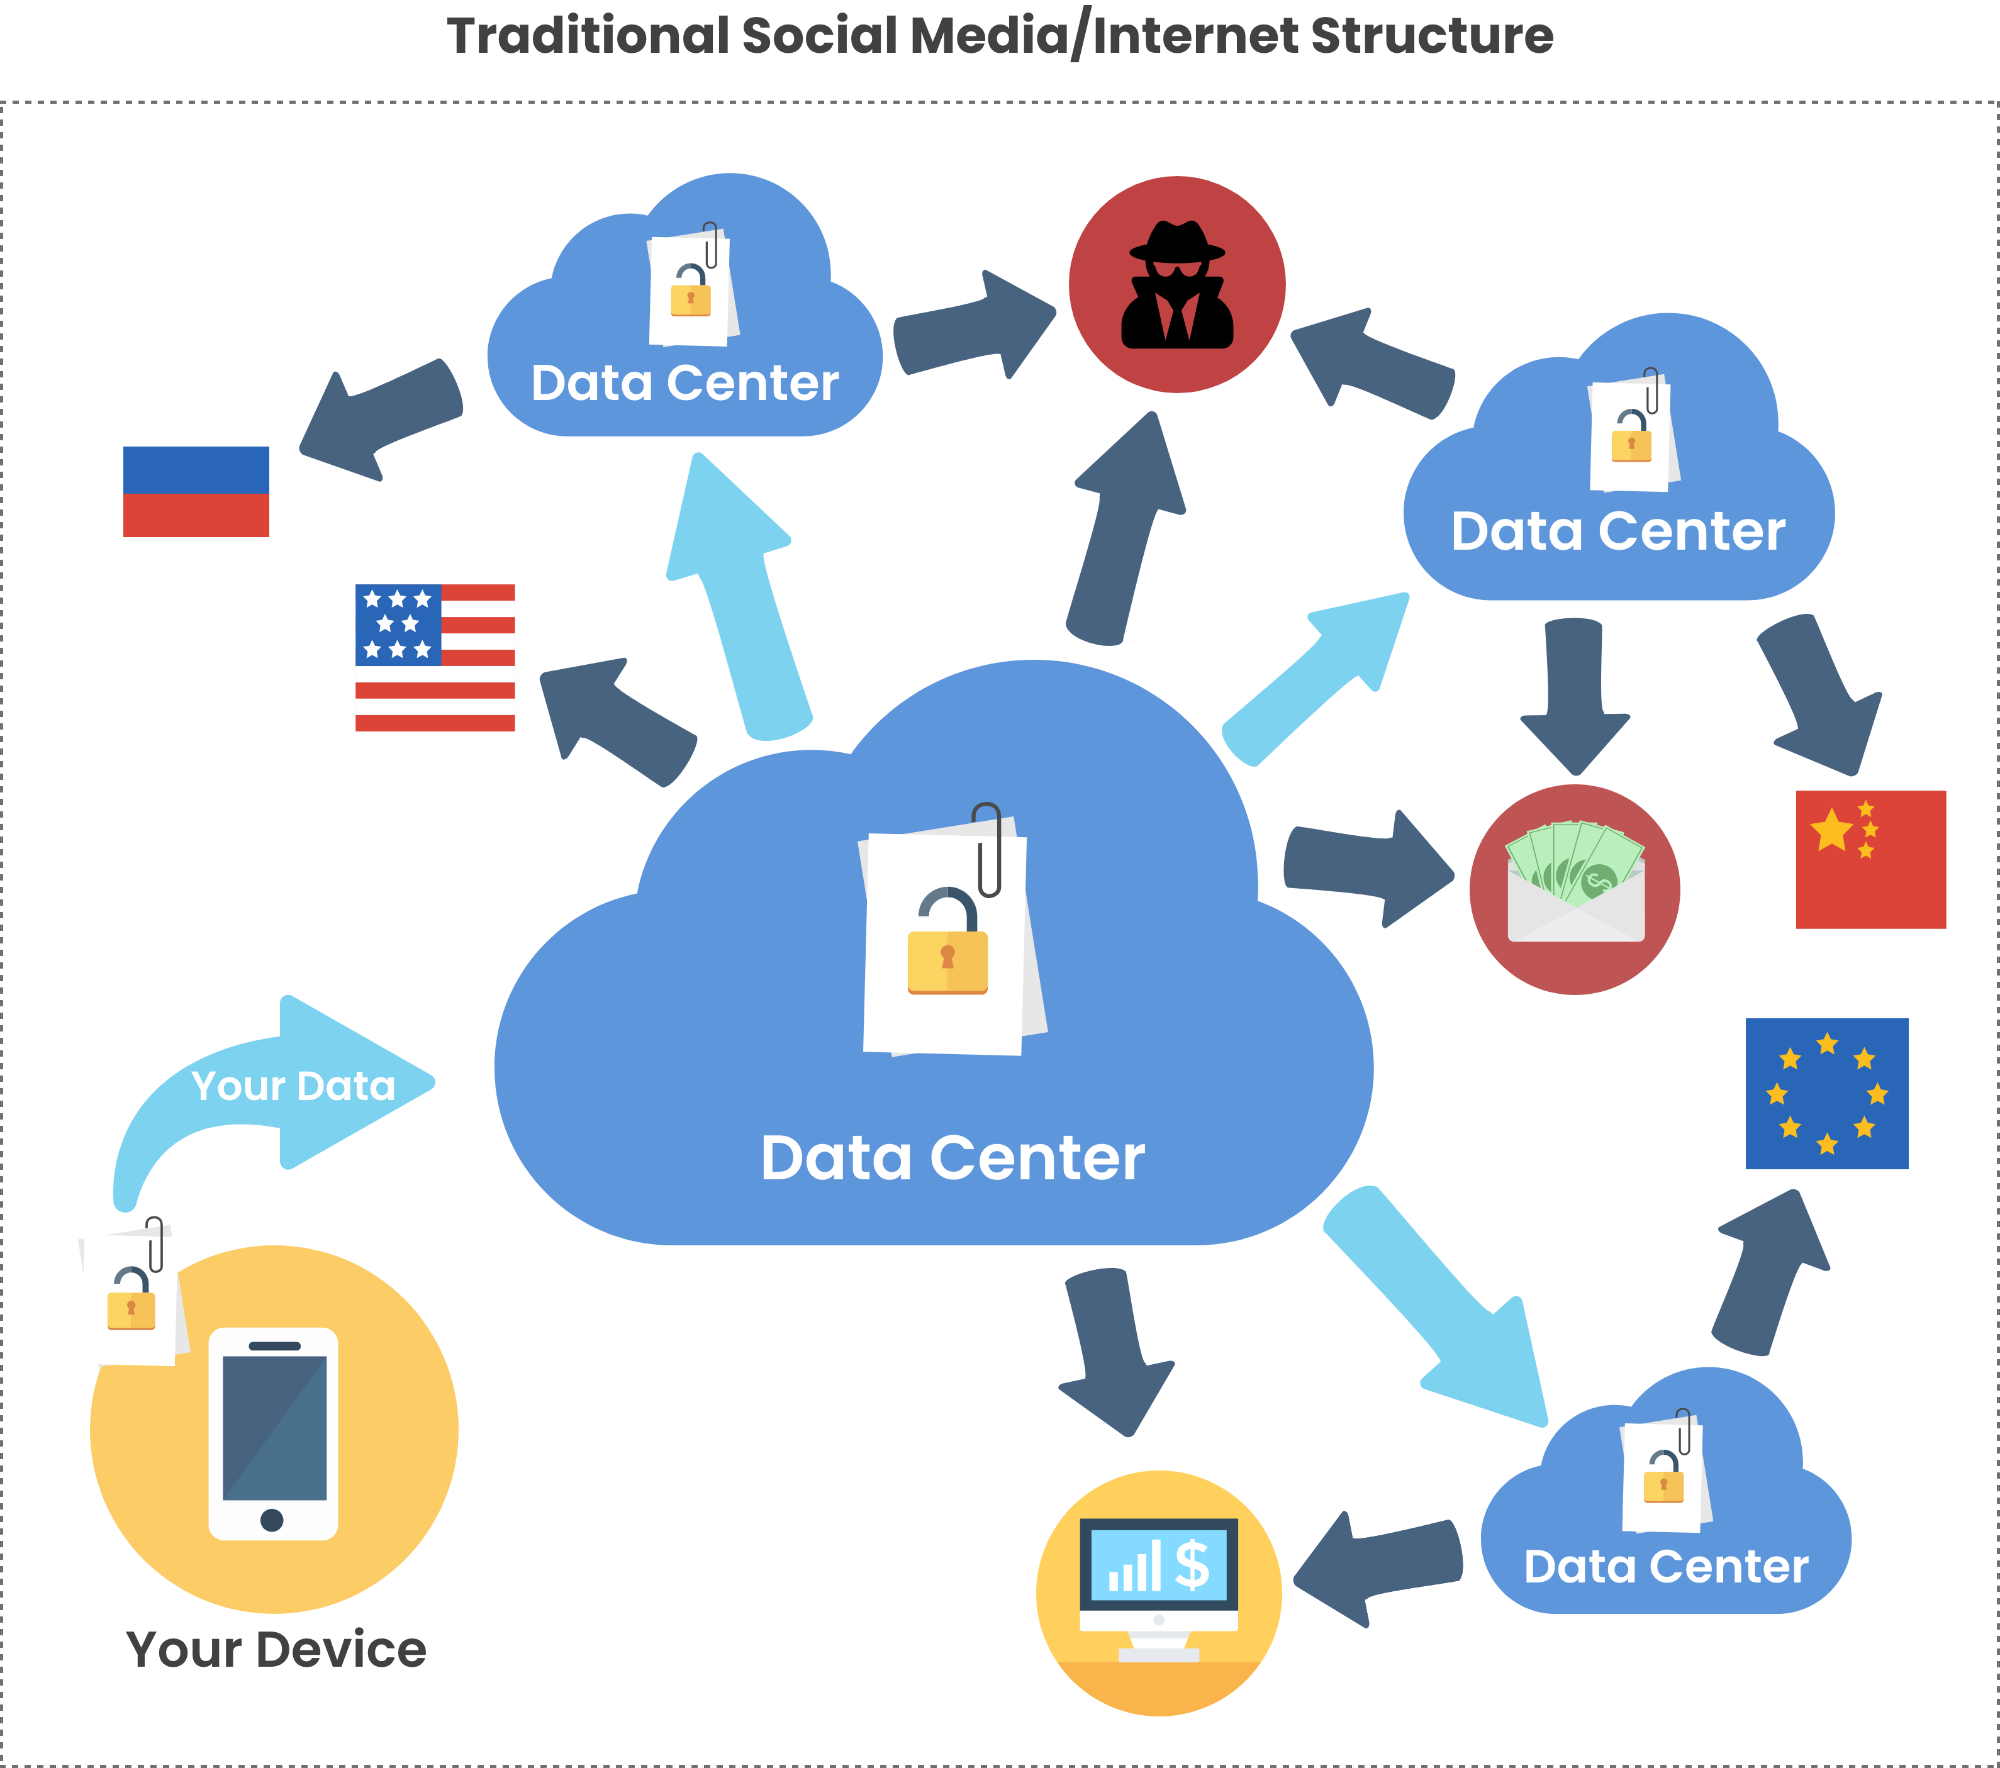 Traditional Social Media/Internet Structure
Data Center
Data Center
Your Data
Data Center
Data Center
$
Your Device